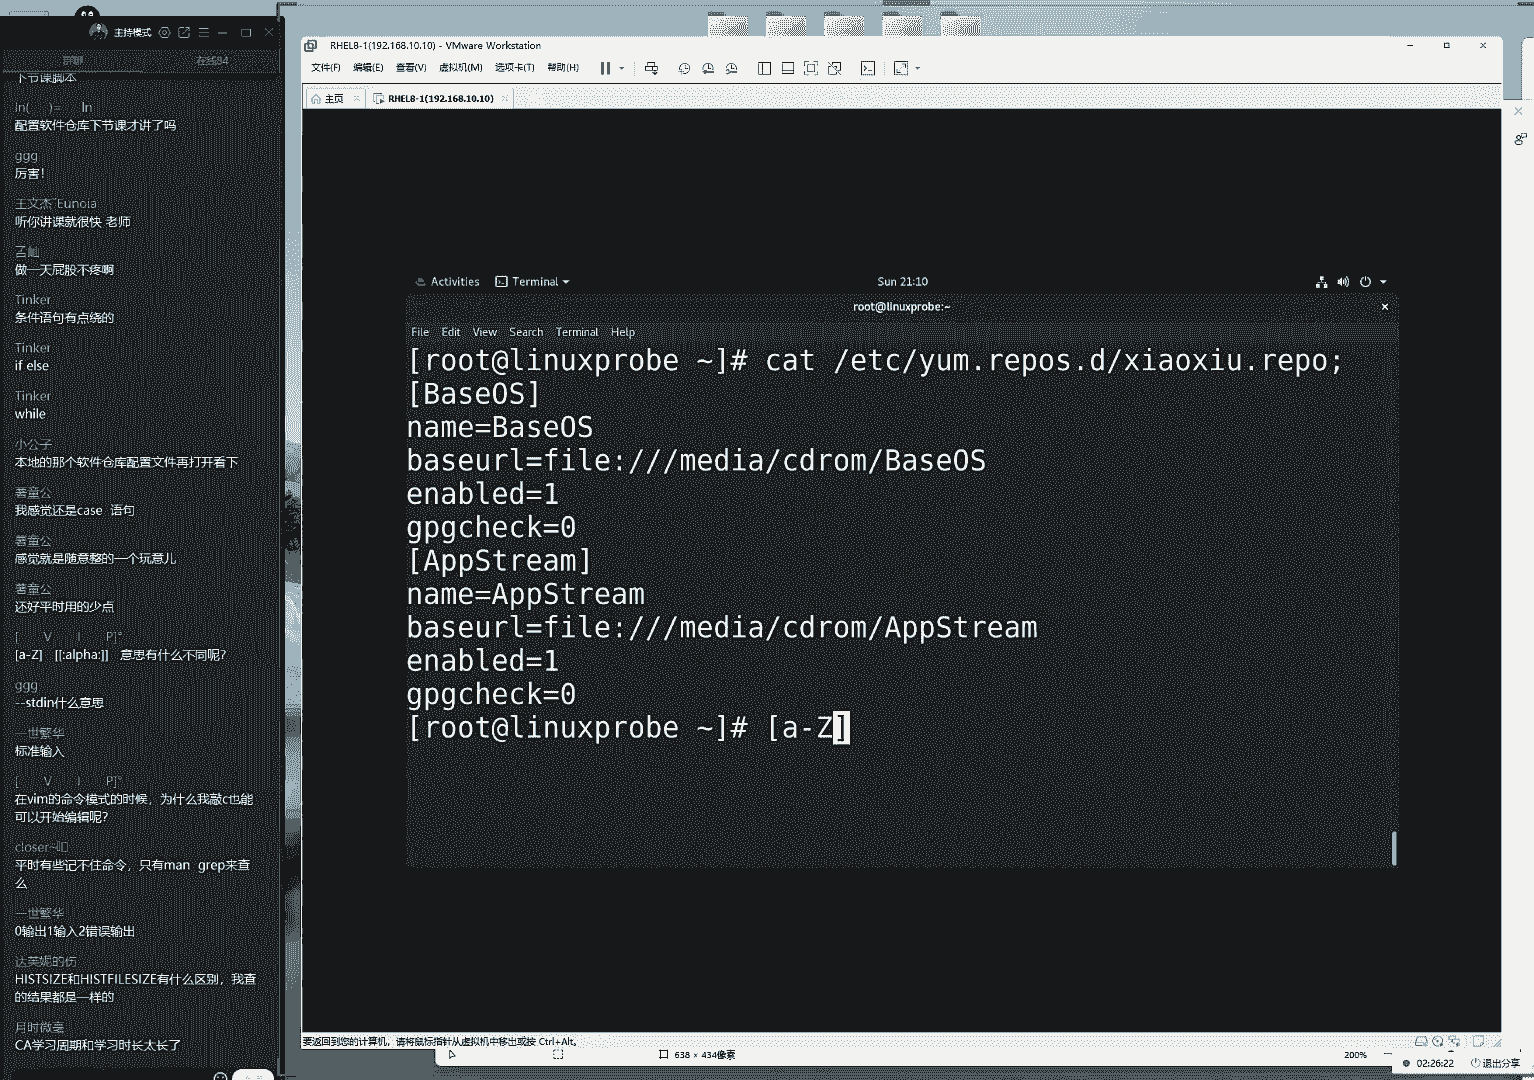 主持模式
群聊
在线84
下节课脚本
ln( )= ln
配置软件仓库下节课才讲了吗
ggg
厉害！
王文杰 Eunoia
听你讲课就很快 老师
做一天屁股不疼啊
Tinker
条件语句有点绕的
Tinker
if else
Tinker
while
小公子
本地的那个软件仓库配置文件再打开看下
薯童公
我感觉还是case 语句
薯童公
感觉就是随意整的一个玩意儿
薯童公
还好平时用的少点
[ V I P]°
[a-Z] [[:alpha:]] 意思有什么不同呢?
ggg
--stdin什么意思
一世繁华
标准输入
[ V I P]°
在vim的命令模式的时候，为什么我敲c也能
可以开始编辑呢?
closer~
平时有些记不住命令，只有man grep来查
么
一世繁华
0输出1输入2错误输出
达芙妮的伤
HISTSIZE和HISTFILESIZE有什么区别，我查
的结果都是一样的
月时微毫
CA学习周期和学习时长太长了
RHEL8-1(192.168.10.10) - VMware Workstation
文件(F) 编辑(E) 查看(V) 虚拟机(M) 选项卡(T) 帮助(H)
主页 RHEL8-1(192.168.10.10)
Activities Terminal Sun 21:10
root@linuxprobe:~
File Edit View Search Terminal Help
[root@linuxprobe ~]# cat /etc/yum.repos.d/xiaoxiu.repo;
[BaseOS]
name=BaseOS
baseurl=file:///media/cdrom/BaseOS
enabled=1
gpgcheck=0
[AppStream]
name=AppStream
baseurl=file:///media/cdrom/AppStream
enabled=1
gpgcheck=0
[root@linuxprobe ~]# [a-Z]
要返回到您的计算机，请将鼠标指针从虚拟机中移出或按 Ctrl+Alt。
638 × 434像素
200%
02:26:22
退出分享